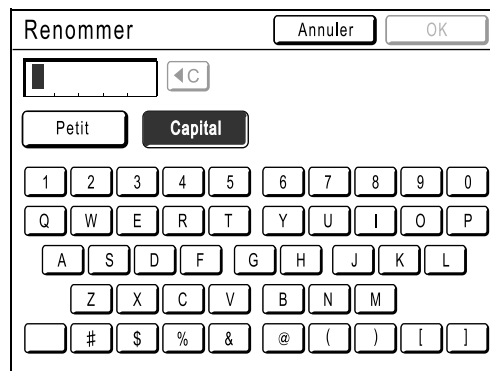 Renommer Annuler OK
◀C
Petit Capital
1 2 3 4 5 6 7 8 9 0
Q W E R T Y U I O P
A S D F G H J K L
Z X C V B N M
# $ % & @ ( ) [ ]